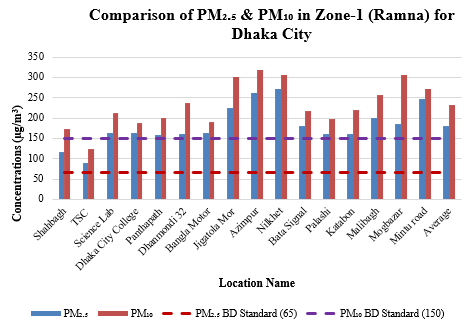 Comparison of PM₂.₅ & PM₁₀ in Zone-1 (Ramna) for
Dhaka City
Concentrations (µg/m³)
350
300
250
200
150
100
50
0
Shahbagh
TSC
Science Lab
Dhaka City College
Panthapath
Dhanmondi 32
Bangla Motor
Jigatola Mor
Azimpur
Nilkhet
Bata Signal
Palashi
Katabon
Malibagh
Mogbazar
Mintu road
Average
Location Name
PM₂.₅ PM₁₀ PM₂.₅ BD Standard (65) PM₁₀ BD Standard (150)